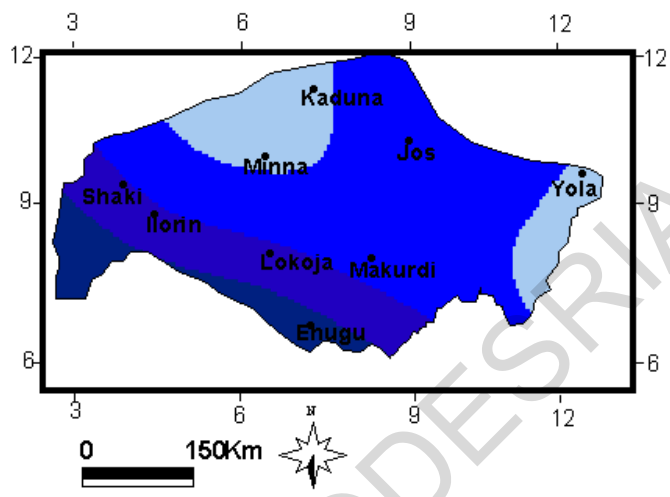 3 6 9 12
12 12
Kaduna
Jos
Minna
Yola
Shaki
9 9
Ilorin
Lokoja
Makurdi
Enugu
6 6
3 6 9 12
N
0 150Km
ODESRIA